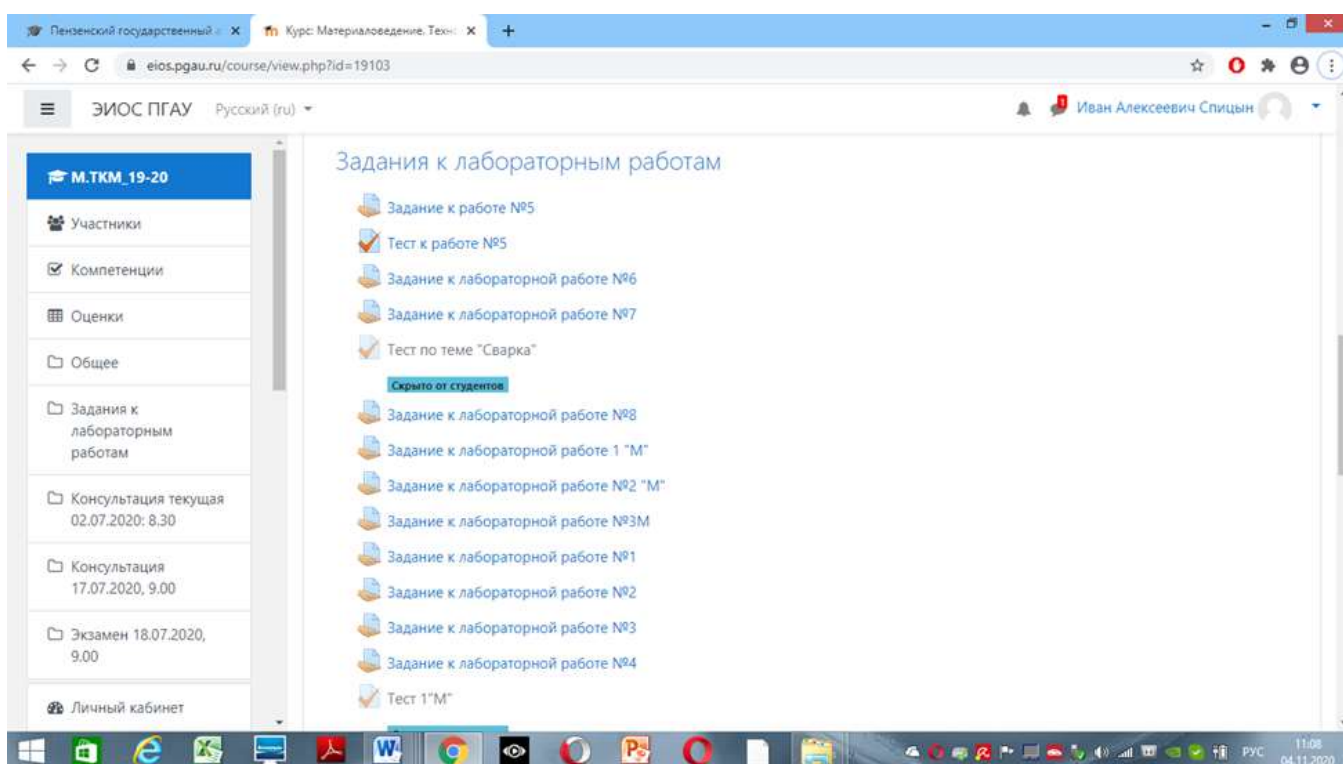 Пензенский государственный
Курс: Материаловедение. Техн
eios.pgau.ru/course/view.php?id=19103
ЭИОС ПГАУ Русский (ru)
Иван Алексеевич Спицын
М.ТКМ_19-20
Участники
Компетенции
Оценки
Общее
Задания к
лабораторным
работам
Консультация текущая
02.07.2020: 8.30
Консультация
17.07.2020, 9.00
Экзамен 18.07.2020,
9.00
Личный кабинет
Задания к лабораторным работам
Задание к работе №5
Тест к работе №5
Задание к лабораторной работе №6
Задание к лабораторной работе №7
Тест по теме "Сварка"
Скрыто от студентов
Задание к лабораторной работе №8
Задание к лабораторной работе 1 "М"
Задание к лабораторной работе №2 "М"
Задание к лабораторной работе №3М
Задание к лабораторной работе №1
Задание к лабораторной работе №2
Задание к лабораторной работе №3
Задание к лабораторной работе №4
Тест 1"М"
РУС
11:08
04.11.2020